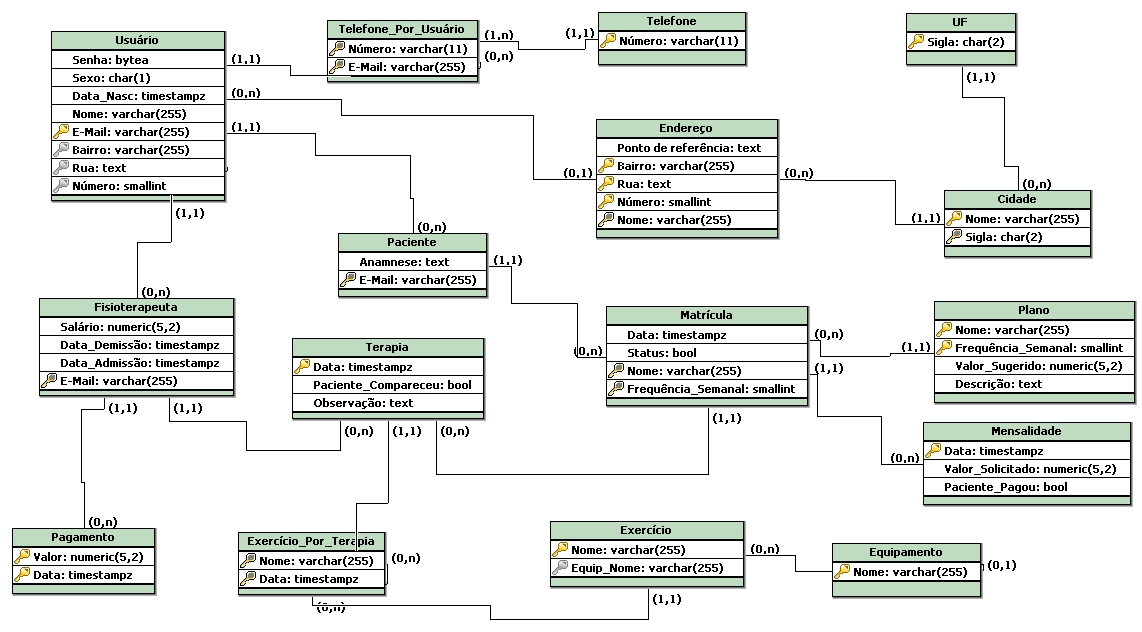 Usuário
Senha: bytea
Sexo: char(1)
Data_Nasc: timestampz
Nome: varchar(255)
E-Mail: varchar(255)
Bairro: varchar(255)
Rua: text
Número: smallint
(1,1)
(0,n)
(1,1)
(1,1)
Telefone_Por_Usuário
Número: varchar(11)
E-Mail: varchar(255)
(1,n)
(0,n)
(1,1)
Telefone
Número: varchar(11)
UF
Sigla: char(2)
(1,1)
(0,n)
Endereço
Ponto de referência: text
Bairro: varchar(255)
Rua: text
Número: smallint
Nome: varchar(255)
(0,1)
(0,n)
(1,1)
Cidade
Nome: varchar(255)
Sigla: char(2)
(0,n)
Paciente
Anamnese: text
E-Mail: varchar(255)
(1,1)
(0,n)
(0,n)
Fisioterapeuta
Salário: numeric(5,2)
Data_Demissão: timestampz
Data_Admissão: timestampz
E-Mail: varchar(255)
(1,1)
(1,1)
Terapia
Data: timestampz
Paciente_Compareceu: bool
Observação: text
(0,n)
(1,1)
(0,n)
Matrícula
Data: timestampz
Status: bool
Nome: varchar(255)
Frequência_Semanal: smallint
(0,n)
(1,1)
(1,1)
(1,1)
Plano
Nome: varchar(255)
Frequência_Semanal: smallint
Valor_Sugerido: numeric(5,2)
Descrição: text
(0,n)
Mensalidade
Data: timestampz
Valor_Solicitado: numeric(5,2)
Paciente_Pagou: bool
(0,n)
Pagamento
Valor: numeric(5,2)
Data: timestampz
Exercício_Por_Terapia
Nome: varchar(255)
Data: timestampz
(0,n)
(0,n)
Exercício
Nome: varchar(255)
Equip_Nome: varchar(255)
(0,n)
(1,1)
Equipamento
Nome: varchar(255)
(0,1)